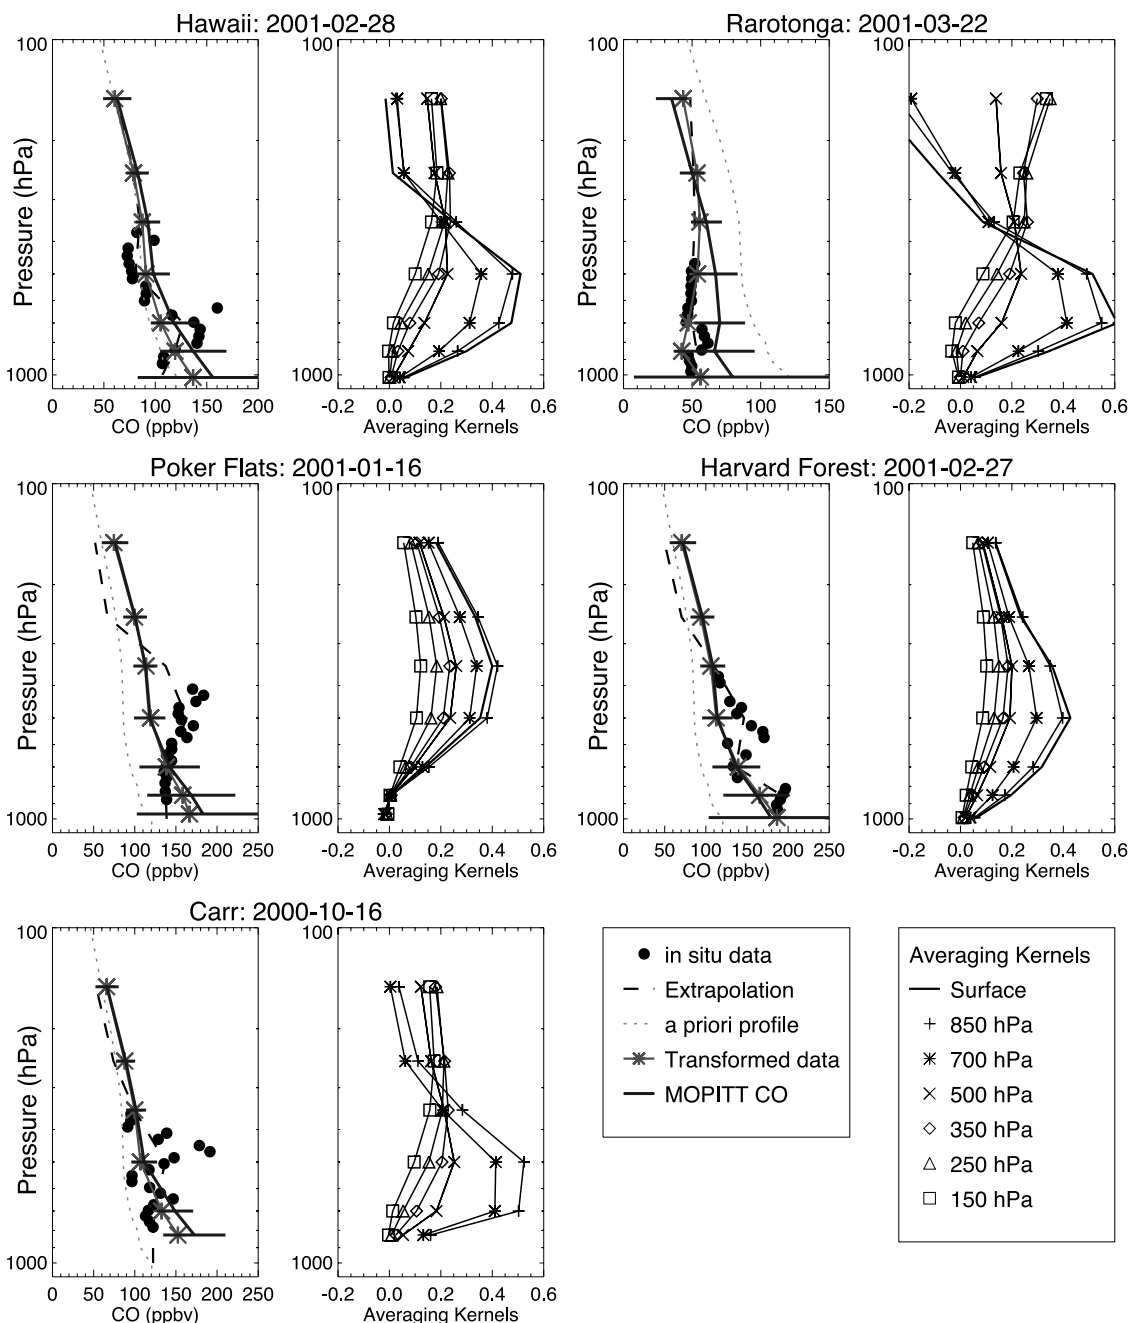 Hawaii: 2001-02-28
Rarotonga: 2001-03-22
100
1000
Pressure (hPa)
0 50 100 150 200
CO (ppbv)
100
1000
-0.2 0.0 0.2 0.4 0.6
Averaging Kernels
100
1000
Pressure (hPa)
0 50 100 150
CO (ppbv)
100
1000
-0.2 0.0 0.2 0.4 0.6
Averaging Kernels
Poker Flats: 2001-01-16
Harvard Forest: 2001-02-27
100
1000
Pressure (hPa)
0 50 100 150 200 250
CO (ppbv)
100
1000
-0.2 0.0 0.2 0.4 0.6
Averaging Kernels
100
1000
Pressure (hPa)
0 50 100 150 200 250
CO (ppbv)
100
1000
-0.2 0.0 0.2 0.4 0.6
Averaging Kernels
Carr: 2000-10-16
100
1000
Pressure (hPa)
0 50 100 150 200 250
CO (ppbv)
100
1000
-0.2 0.0 0.2 0.4 0.6
Averaging Kernels
in situ data
Extrapolation
a priori profile
Transformed data
MOPITT CO
Averaging Kernels
Surface
850 hPa
700 hPa
500 hPa
350 hPa
250 hPa
150 hPa